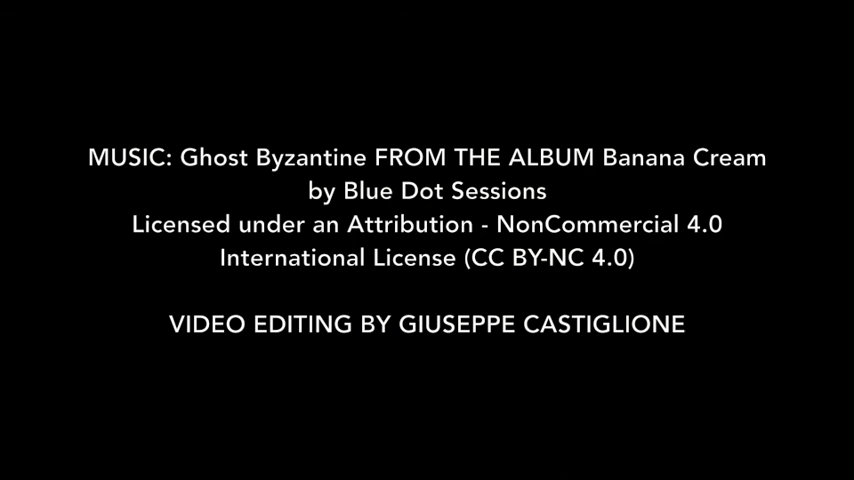 MUSIC: Ghost Byzantine FROM THE ALBUM Banana Cream
by Blue Dot Sessions
Licensed under an Attribution - NonCommercial 4.0
International License (CC BY-NC 4.0)
VIDEO EDITING BY GIUSEPPE CASTIGLIONE